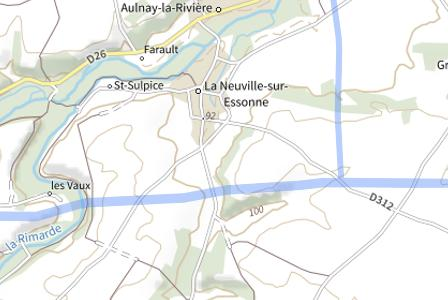 Aulnay-la-Rivière
Farault
D26
St-Sulpice
La Neuville-sur-
Essonne
Gr
92
les Vaux
D312
100
la Rimarde